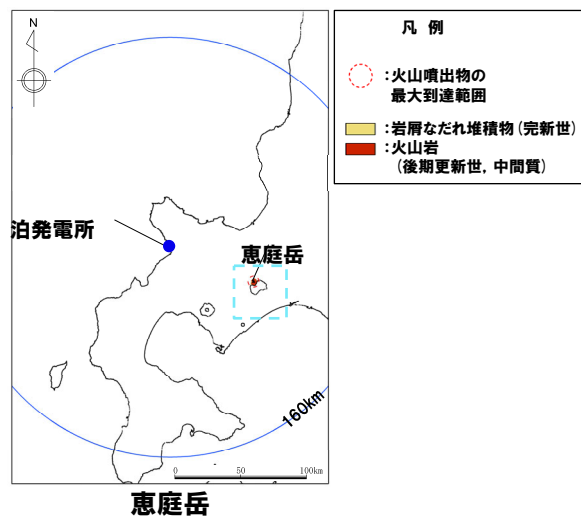 N
泊発電所
恵庭岳
160km
0 50 100km
恵庭岳
凡 例
：火山噴出物の
最大到達範囲
：岩屑なだれ堆積物（完新世）
：火山岩
（後期更新世，中間質）